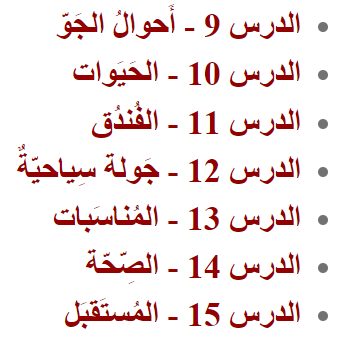 الدرس 9 - أَحوالُ الجَوّ
الدرس 10 - الحَيَوات
الدرس 11 - الفُندُق
الدرس 12 - جَولة سِياحيّةٌ
الدرس 13 - المُناسَبات
الدرس 14 - الصِّحّة
الدرس 15 - المُستَقبَل